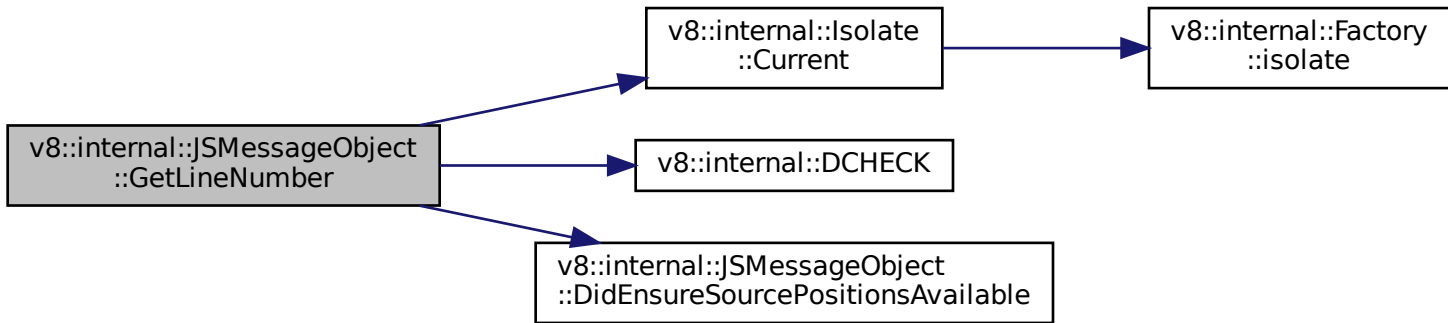 v8::internal::JSMessageObject
::GetLineNumber
v8::internal::Isolate
::Current
v8::internal::Factory
::isolate
v8::internal::DCHECK
v8::internal::JSMessageObject
::DidEnsureSourcePositionsAvailable